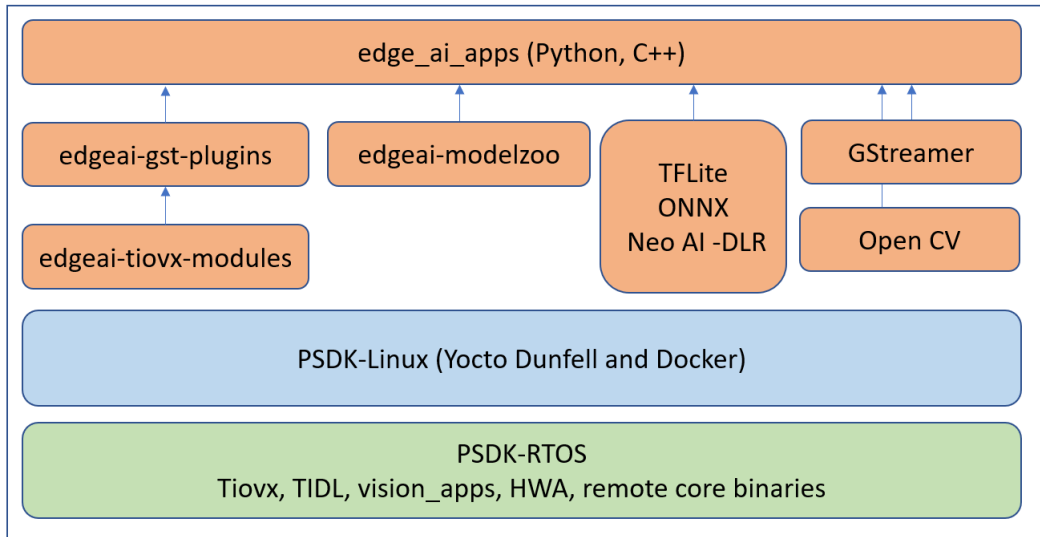 edge_ai_apps (Python, C++)
edgeai-gst-plugins
edgeai-modelzoo
TFLite
ONNX
Neo AI -DLR
GStreamer
edgeai-tiovx-modules
Open CV
PSDK-Linux (Yocto Dunfell and Docker)
PSDK-RTOS
Tiovx, TIDL, vision_apps, HWA, remote core binaries